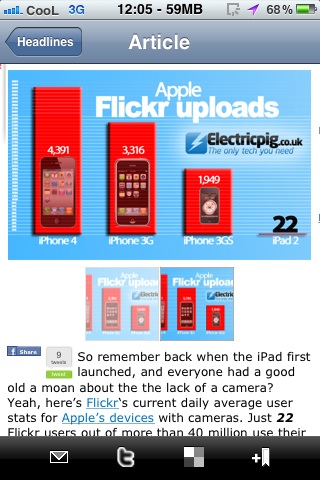 CooL 3G 12:05 - 59MB 68%
Headlines Article
Apple
Flickr uploads
Electricpig.co.uk
The only tech you need
4,391 3,316 1,949 22
iPhone 4 iPhone 3G iPhone 3GS iPad 2
Share 9
tweets
tweet
So remember back when the iPad first
launched, and everyone had a good
old a moan about the the lack of a camera?
Yeah, here's Flickr's current daily average user
stats for Apple's devices with cameras. Just 22
Flickr users out of more than 40 million use their